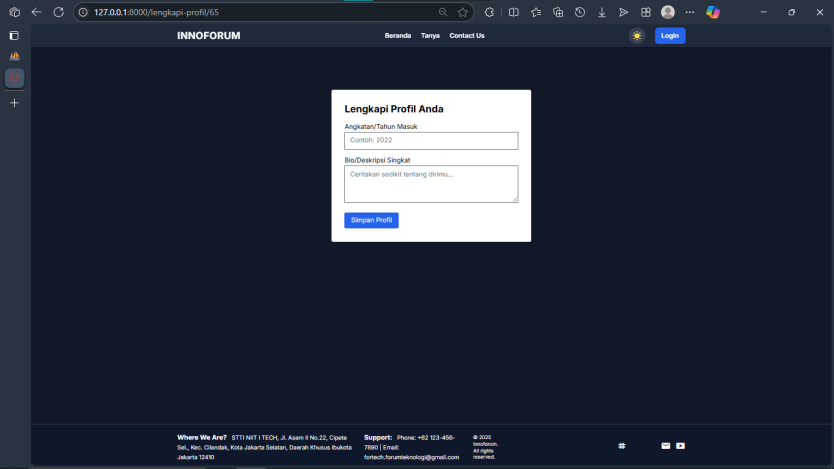 127.0.0.1:8000/lengkapi-profil/65
INNOFORUM
Beranda Tanya Contact Us
Login
Lengkapi Profil Anda
Angkatan/Tahun Masuk
Contoh: 2022
Bio/Deskripsi Singkat
Ceritakan sedikit tentang dirimu...
Simpan Profil
Where We Are? STTI NIIT I TECH, Jl. Asem II No.22, Cipete
Sel., Kec. Cilandak, Kota Jakarta Selatan, Daerah Khusus Ibukota
Jakarta 12410
Support: Phone: +62 123-456-
7890 | Email:
fortech.forumteknologi@gmail.com
© 2025
Innoforum.
All rights
reserved.